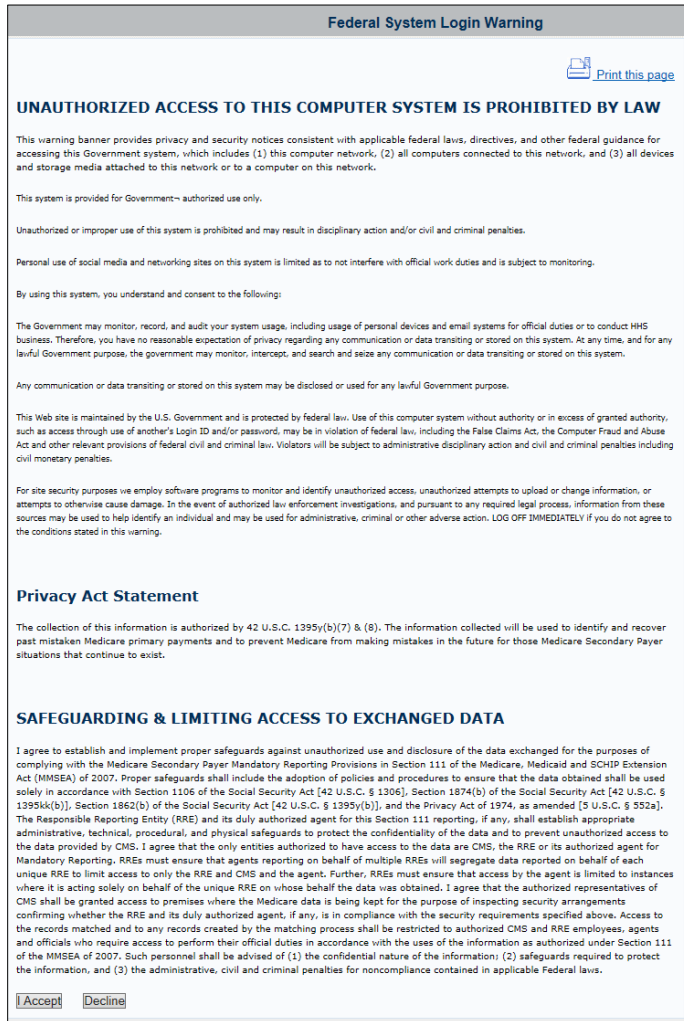 Federal System Login Warning
Print this page
UNAUTHORIZED ACCESS TO THIS COMPUTER SYSTEM IS PROHIBITED BY LAW
This warning banner provides privacy and security notices consistent with applicable federal laws, directives, and other federal guidance for
accessing this Government system, which includes (1) this computer network, (2) all computers connected to this network, and (3) all devices
and storage media attached to this network or to a computer on this network.
This system is provided for Government¬ authorized use only.
Unauthorized or improper use of this system is prohibited and may result in disciplinary action and/or civil and criminal penalties.
Personal use of social media and networking sites on this system is limited as to not interfere with official work duties and is subject to monitoring.
By using this system, you understand and consent to the following:
The Government may monitor, record, and audit your system usage, including usage of personal devices and email systems for official duties or to conduct HHS
business. Therefore, you have no reasonable expectation of privacy regarding any communication or data transiting or stored on this system. At any time, and for any
lawful Government purpose, the government may monitor, intercept, and search and seize any communication or data transiting or stored on this system.
Any communication or data transiting or stored on this system may be disclosed or used for any lawful Government purpose.
This Web site is maintained by the U.S. Government and is protected by federal law. Use of this computer system without authority or in excess of granted authority,
such as access through use of another's Login ID and/or password, may be in violation of federal law, including the False Claims Act, the Computer Fraud and Abuse
Act and other relevant provisions of federal civil and criminal law. Violators will be subject to administrative disciplinary action and civil and criminal penalties including
civil monetary penalties.
For site security purposes we employ software programs to monitor and identify unauthorized access, unauthorized attempts to upload or change information, or
attempts to otherwise cause damage. In the event of authorized law enforcement investigations, and pursuant to any required legal process, information from these
sources may be used to help identify an individual and may be used for administrative, criminal or other adverse action. LOG OFF IMMEDIATELY if you do not agree to
the conditions stated in this warning.
Privacy Act Statement
The collection of this information is authorized by 42 U.S.C. 1395y(b)(7) & (8). The information collected will be used to identify and recover
past mistaken Medicare primary payments and to prevent Medicare from making mistakes in the future for those Medicare Secondary Payer
situations that continue to exist.
SAFEGUARDING & LIMITING ACCESS TO EXCHANGED DATA
I agree to establish and implement proper safeguards against unauthorized use and disclosure of the data exchanged for the purposes of
complying with the Medicare Secondary Payer Mandatory Reporting Provisions in Section 111 of the Medicare, Medicaid and SCHIP Extension
Act (MMSEA) of 2007. Proper safeguards shall include the adoption of policies and procedures to ensure that the data obtained shall be used
solely in accordance with Section 1106 of the Social Security Act [42 U.S.C. § 1306], Section 1874(b) of the Social Security Act [42 U.S.C. §
1395kk(b)], Section 1862(b) of the Social Security Act [42 U.S.C. § 1395y(b)], and the Privacy Act of 1974, as amended [5 U.S.C. § 552a].
The Responsible Reporting Entity (RRE) and its duly authorized agent for this Section 111 reporting, if any, shall establish appropriate
administrative, technical, procedural, and physical safeguards to protect the confidentiality of the data and to prevent unauthorized access to
the data provided by CMS. I agree that the only entities authorized to have access to the data are CMS, the RRE or its authorized agent for
Mandatory Reporting. RREs must ensure that agents reporting on behalf of multiple RREs will segregate data reported on behalf of each
unique RRE to limit access to only the RRE and CMS and the agent. Further, RREs must ensure that access by the agent is limited to instances
where it is acting solely on behalf of the unique RRE on whose behalf the data was obtained. I agree that the authorized representatives of
CMS shall be granted access to premises where the Medicare data is being kept for the purpose of inspecting security arrangements
confirming whether the RRE and its duly authorized agent, if any, is in compliance with the security requirements specified above. Access to
the records matched and to any records created by the matching process shall be restricted to authorized CMS and RRE employees, agents
and officials who require access to perform their official duties in accordance with the uses of the information as authorized under Section 111
of the MMSEA of 2007. Such personnel shall be advised of (1) the confidential nature of the information; (2) safeguards required to protect
the information, and (3) the administrative, civil and criminal penalties for noncompliance contained in applicable Federal laws.
I Accept Decline